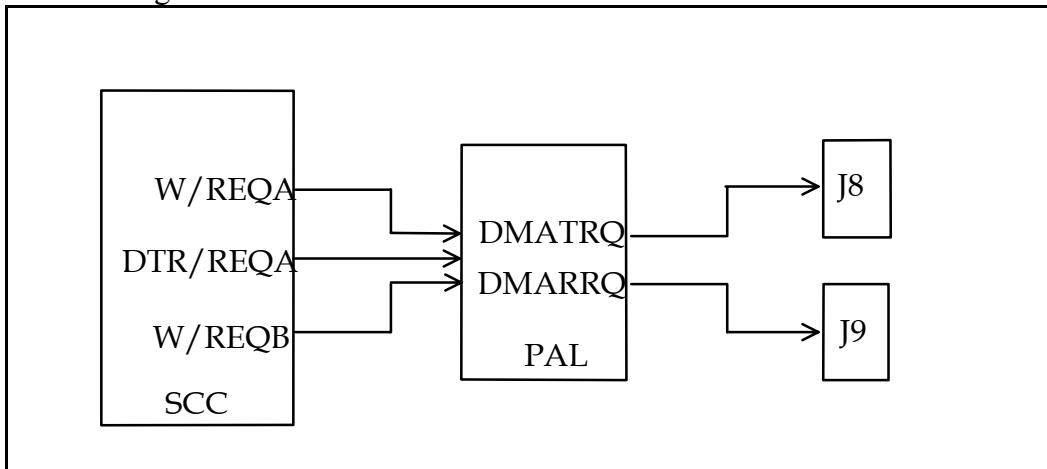 W/REQA
DTR/REQA
W/REQB
SCC
DMATRQ
DMARRQ
PAL
J8
J9